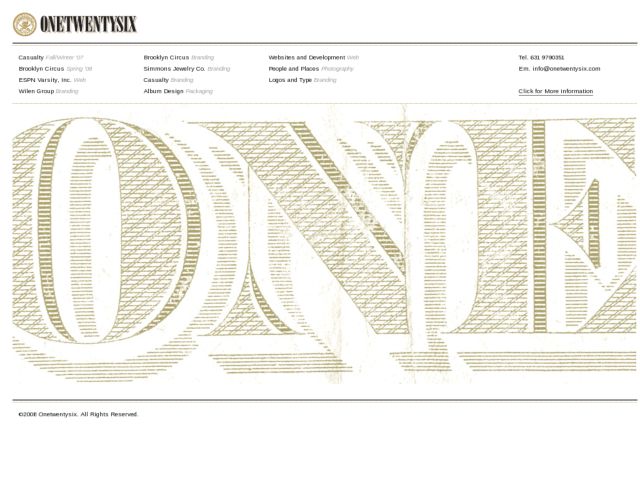 ONETWENTYSIX
Casualty Fall/Winter '07
Brooklyn Circus Spring '08
ESPN Varsity, Inc. Web
Wilen Group Branding
Brooklyn Circus Branding
Simmons Jewelry Co. Branding
Casualty Branding
Album Design Packaging
Websites and Development Web
People and Places Photography
Logos and Type Branding
Tel. 631 9780351
Em. info@onetwentysix.com
Click for More Information
ONE
©2008 Onetwentysix. All Rights Reserved.